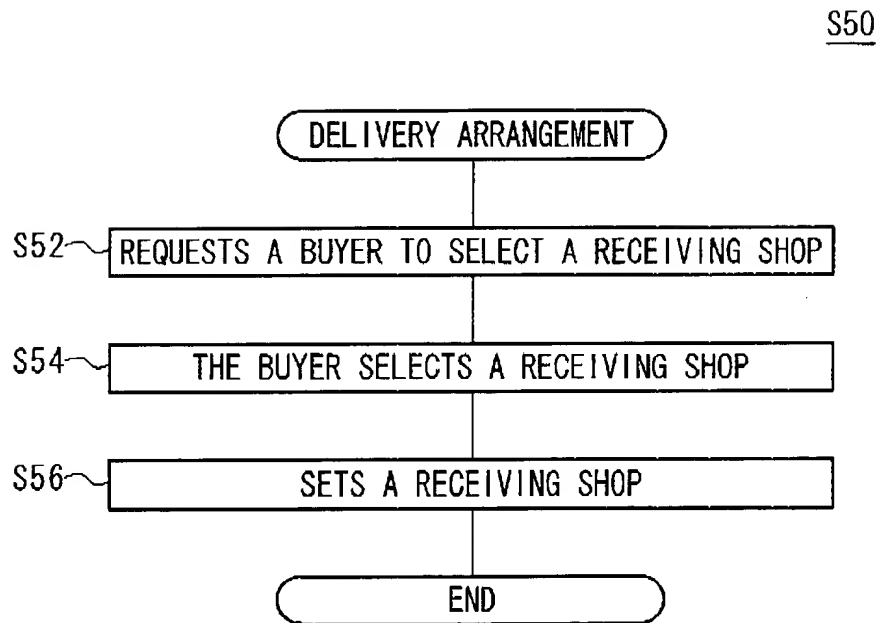 S50
DELIVERY ARRANGEMENT
S52 REQUESTS A BUYER TO SELECT A RECEIVING SHOP
S54 THE BUYER SELECTS A RECEIVING SHOP
S56 SETS A RECEIVING SHOP
END